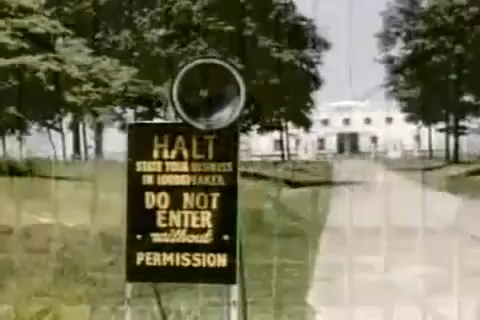 HALT
STATE YOUR BUSINESS
IN LOUDSPEAKER
DO NOT
ENTER
without
PERMISSION